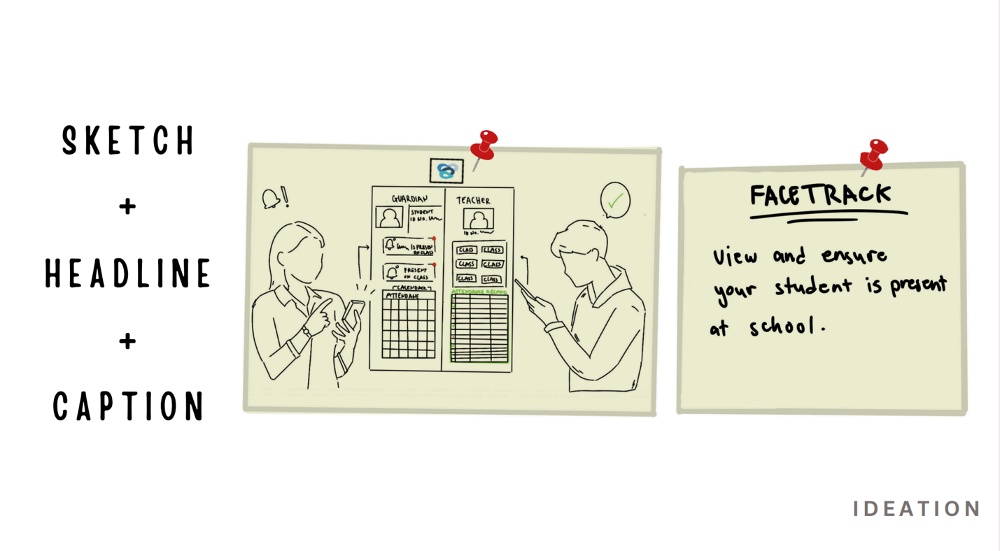 SKETCH
+
HEADLINE
+
CAPTION
GUARDIAN
STUDENT
ID NO.
IS PRESENT
ON CLASS
PRESENT
ON CLASS
CALENDAR
ATTENDANE
TEACHER
ID NO.
CLASS CLASS
CLASS CLASS
CLASS CLASS
ATTENDANCE RECORD
FACETRACK
View and ensure
your student is present
at school.
IDEATION